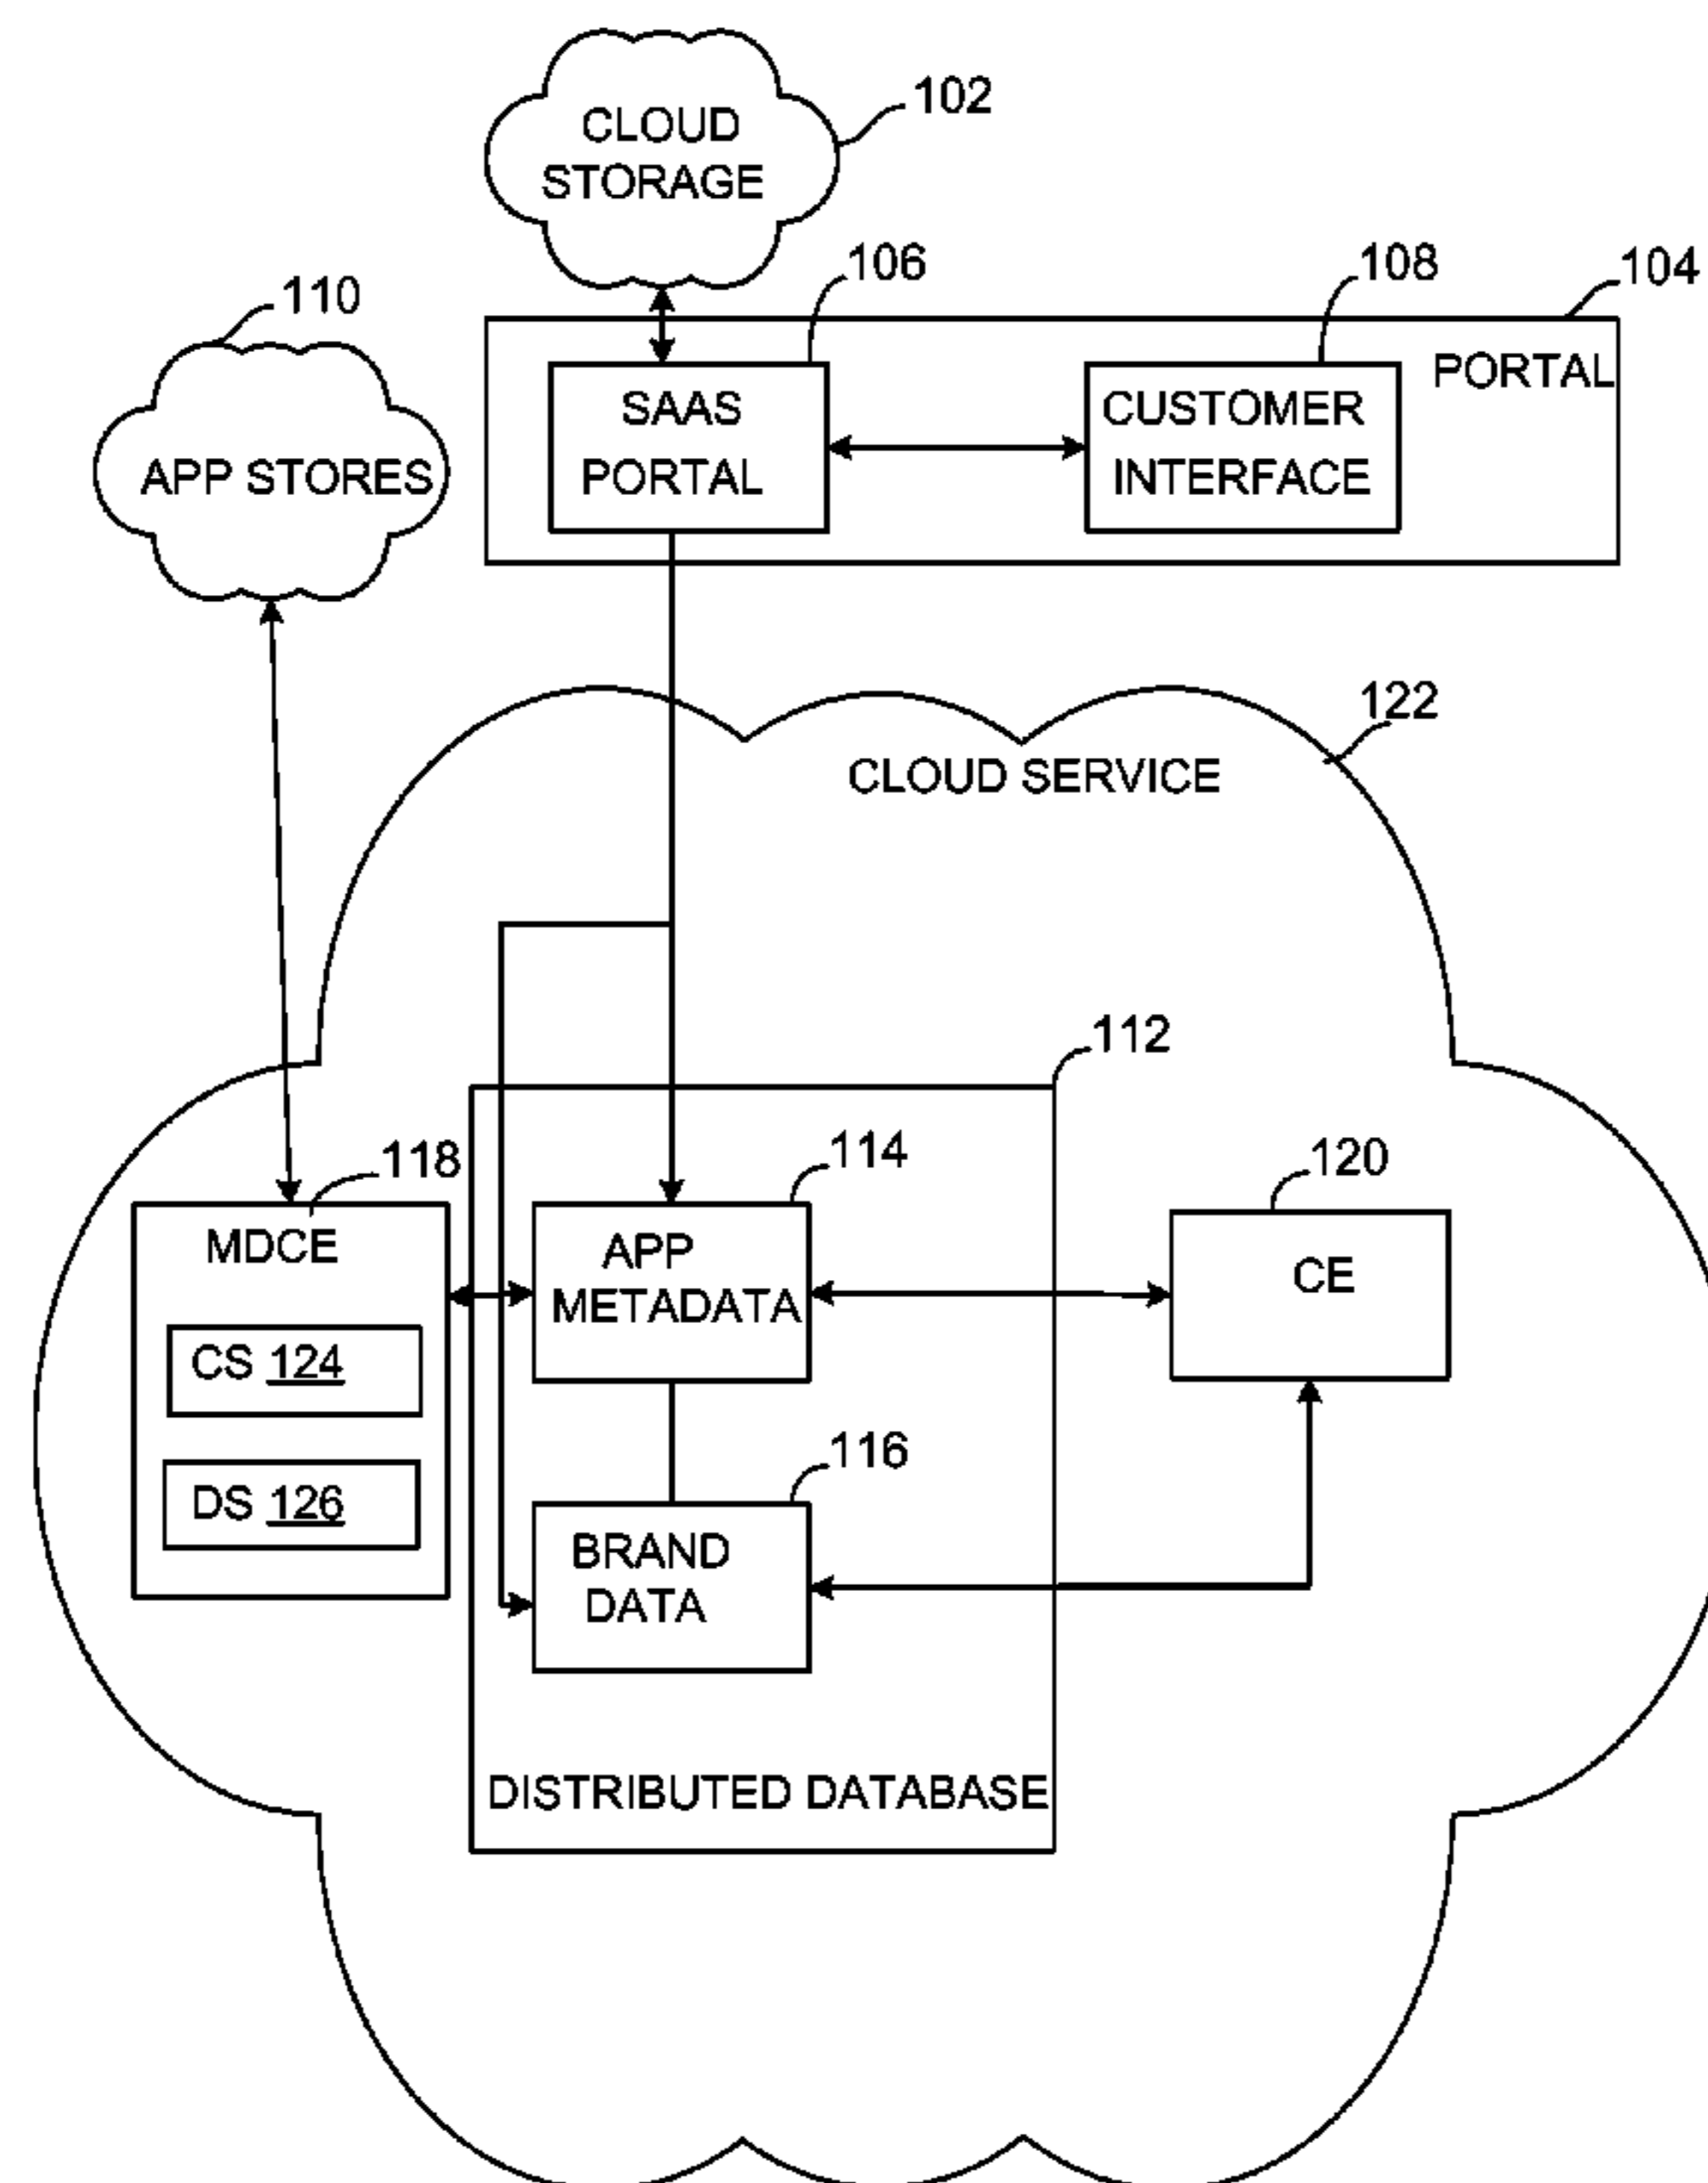 102
CLOUD
STORAGE
106
108
104
110
PORTAL
SAAS
PORTAL
CUSTOMER
INTERFACE
APP STORES
122
CLOUD SERVICE
112
118
114
120
MDCE
APP
METADATA
CE
CS 124
116
DS 126
BRAND
DATA
DISTRIBUTED DATABASE